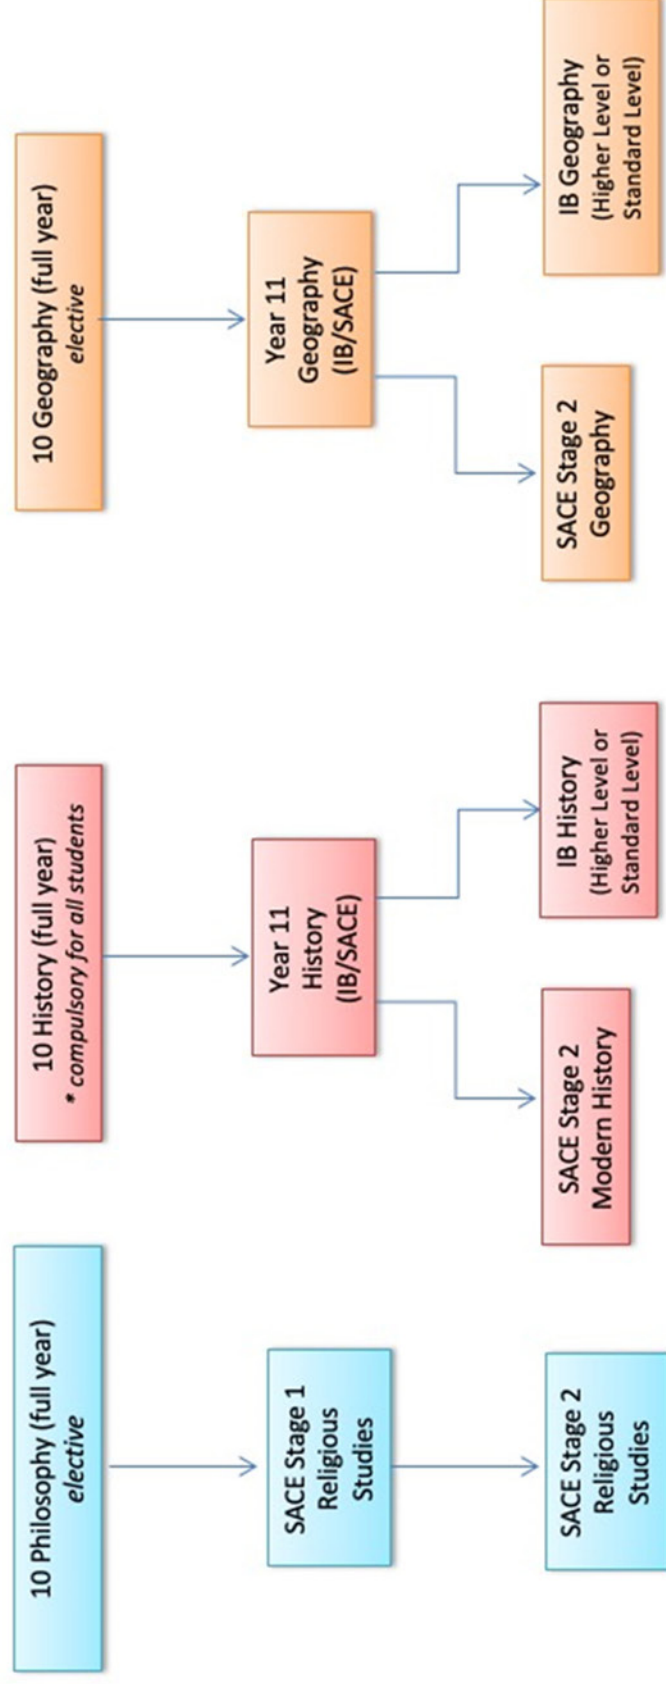 10 Philosophy (full year)
elective
10 History (full year)
* compulsory for all students
10 Geography (full year)
elective
SACE Stage 1
Religious
Studies
Year 11
History
(IB/SACE)
Year 11
Geography
(IB/SACE)
SACE Stage 2
Religious
Studies
SACE Stage 2
Modern History
IB History
(Higher Level or
Standard Level)
SACE Stage 2
Geography
IB Geography
(Higher Level or
Standard Level)